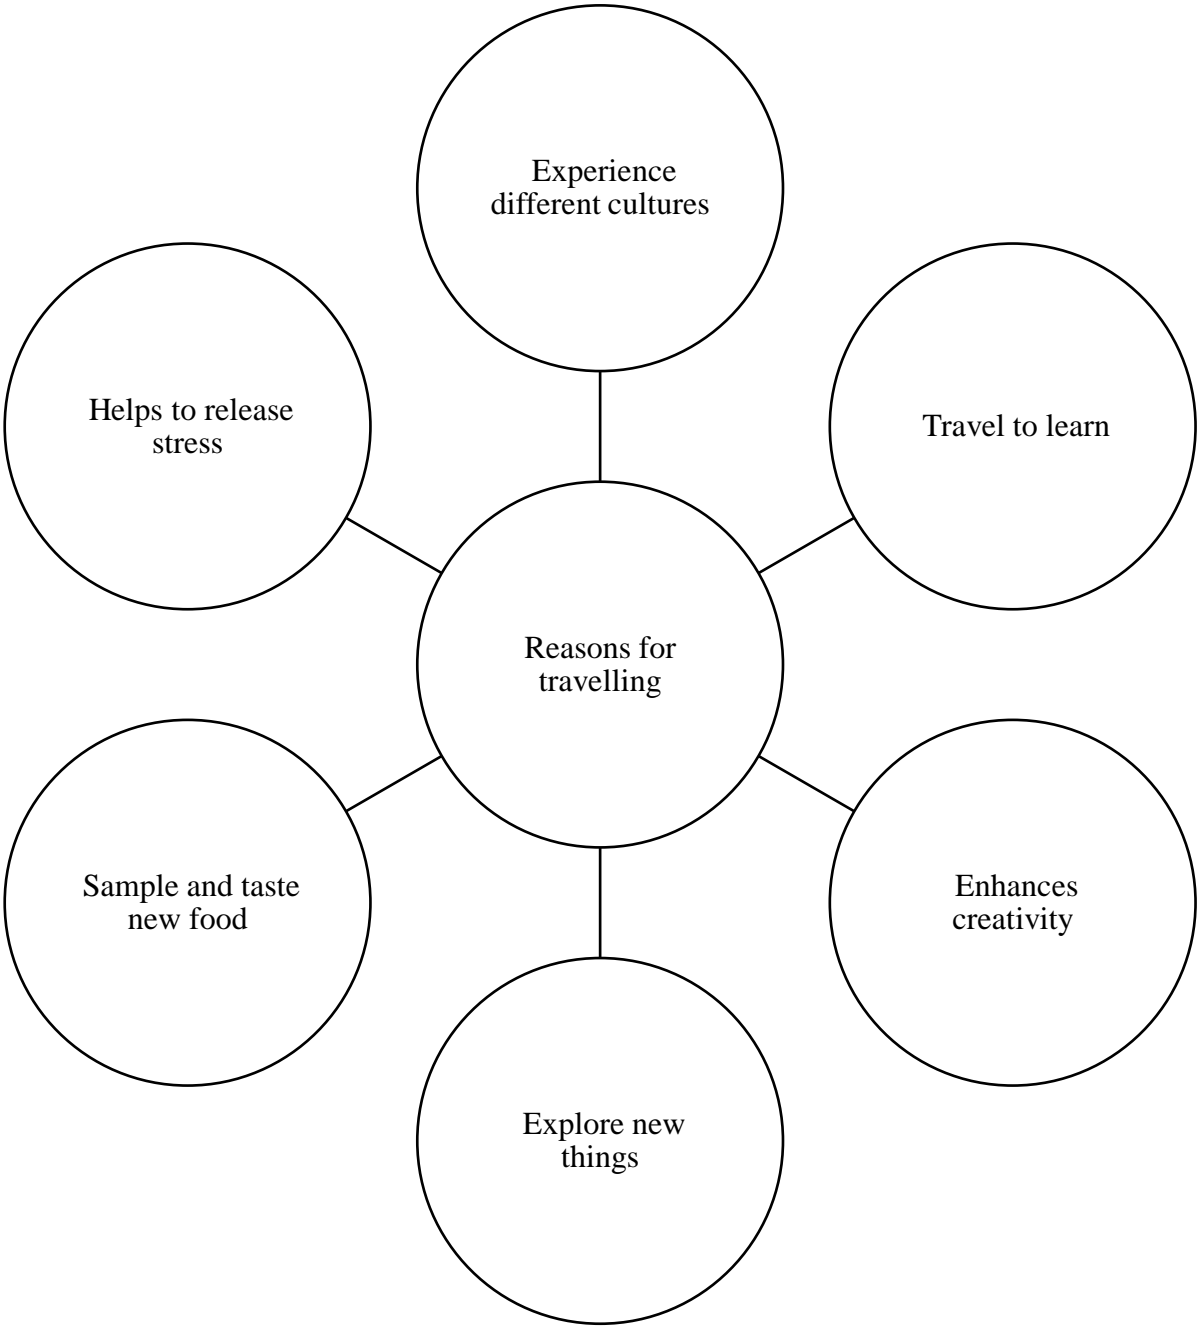 Experience
different cultures
Helps to release
stress
Travel to learn
Reasons for
travelling
Sample and taste
new food
Enhances
creativity
Explore new
things